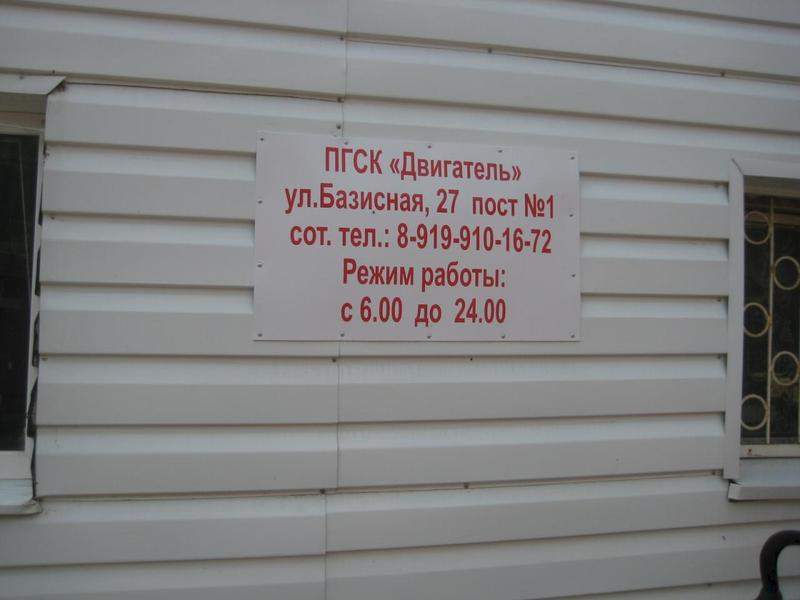 ПГСК «Двигатель»
ул.Базисная, 27 пост №1
сот. тел.: 8-919-910-16-72
Режим работы:
с 6.00 до 24.00